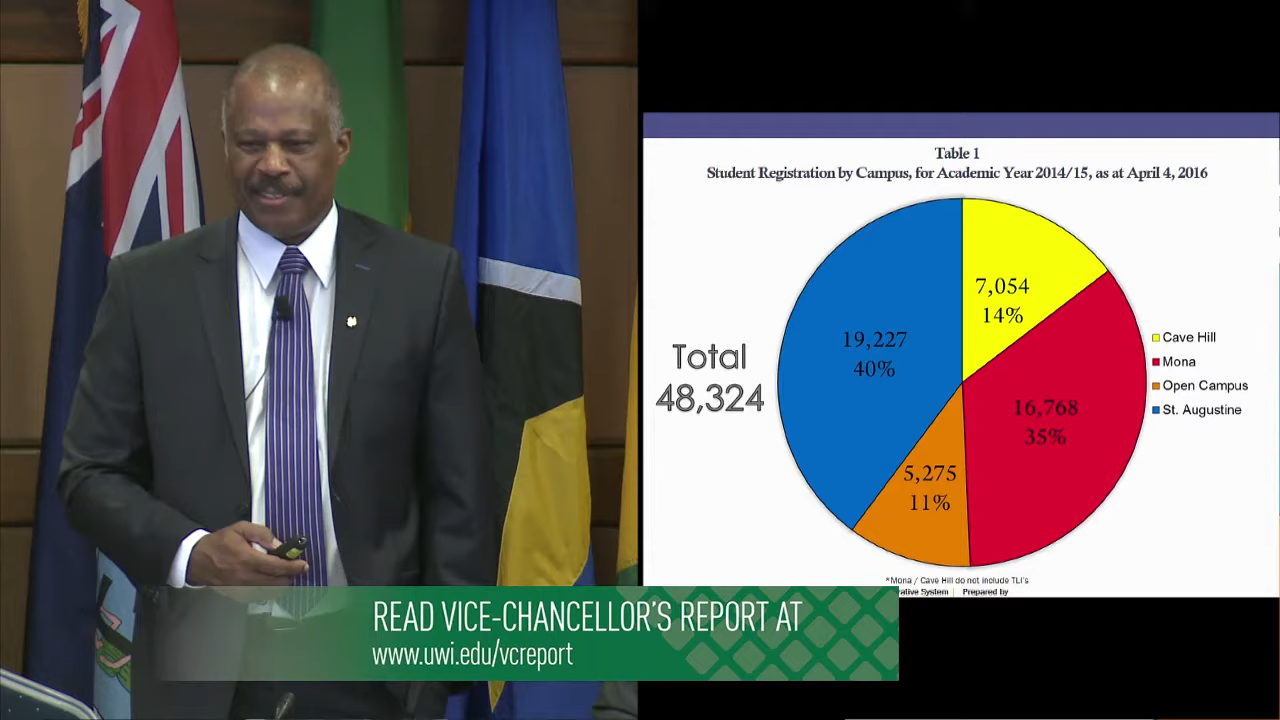 Table 1
Student Registration by Campus, for Academic Year 2014/15, as at April 4, 2016
7,054
14%
19,227
40%
Total
48,324
16,768
35%
5,275
11%
Cave Hill
Mona
Open Campus
St. Augustine
*Mona / Cave Hill do not include TLI's
rative System | Prepared by
READ VICE-CHANCELLOR'S REPORT AT
www.uwi.edu/vcreport